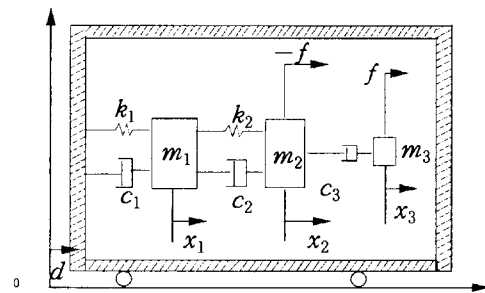 −f
f
k₁
k₂
m₁
m₂
m₃
c₁
c₂
c₃
x₁
x₂
x₃
d
0